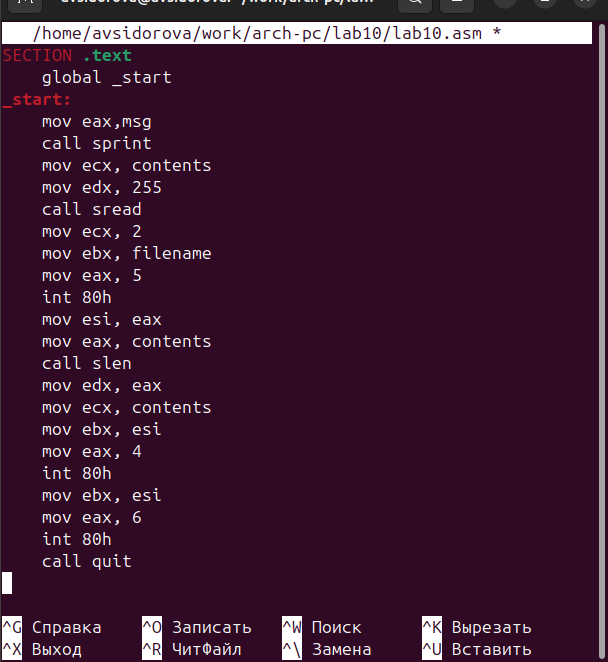 /home/avsidorova/work/arch-pc/lab10/lab10.asm *
SECTION .text
global _start
_start:
mov eax,msg
call sprint
mov ecx, contents
mov edx, 255
call sread
mov ecx, 2
mov ebx, filename
mov eax, 5
int 80h
mov esi, eax
mov eax, contents
call slen
mov edx, eax
mov ecx, contents
mov ebx, esi
mov eax, 4
int 80h
mov ebx, esi
mov eax, 6
int 80h
call quit
^G Справка ^O Записать ^W Поиск ^K Вырезать
^X Выход ^R ЧитФайл ^\ Замена ^U Вставить